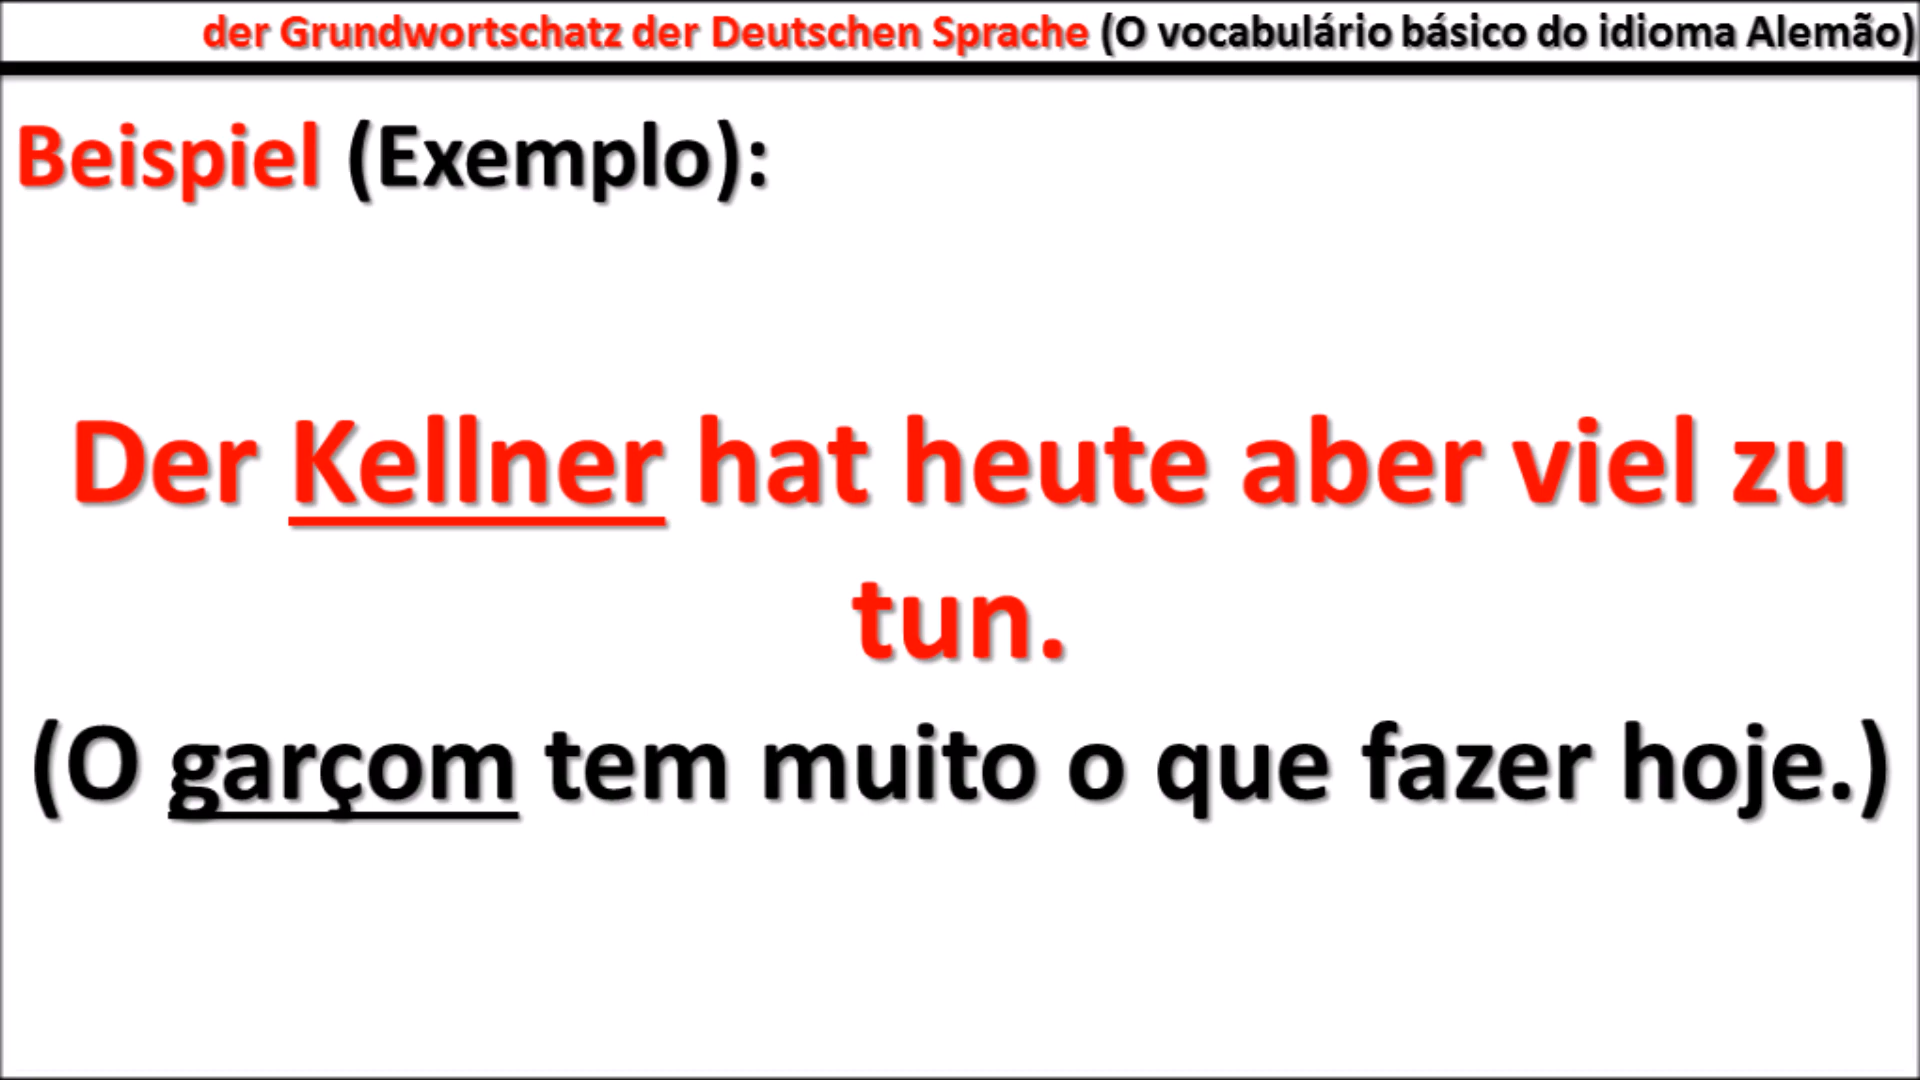 der Grundwortschatz der Deutschen Sprache (O vocabulário básico do idioma Alemão)
Beispiel (Exemplo):
Der Kellner hat heute aber viel zu
tun.
(O garçom tem muito o que fazer hoje.)